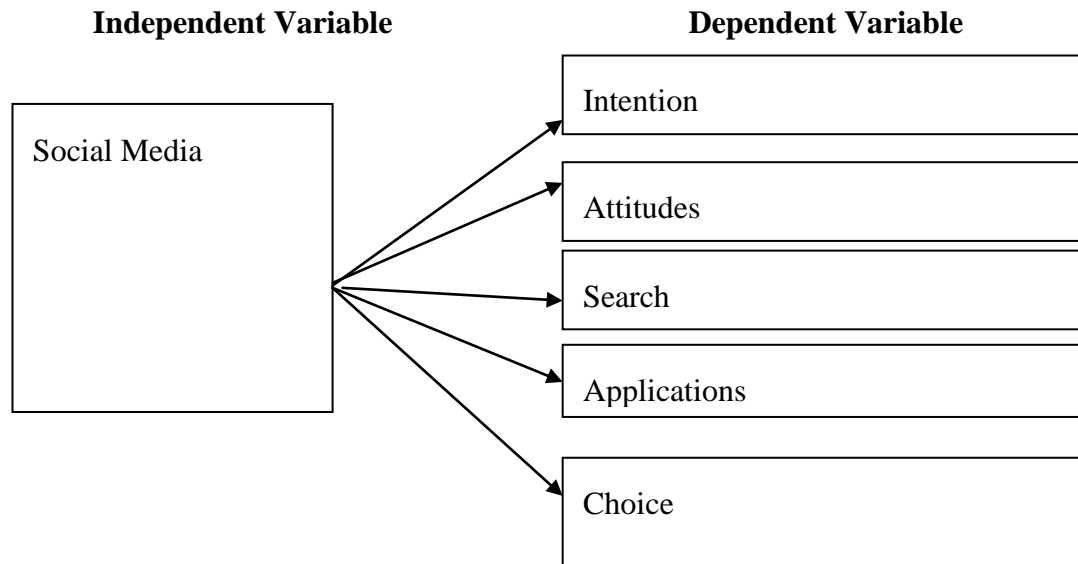 Independent Variable
Dependent Variable
Social Media
Intention
Attitudes
Search
Applications
Choice